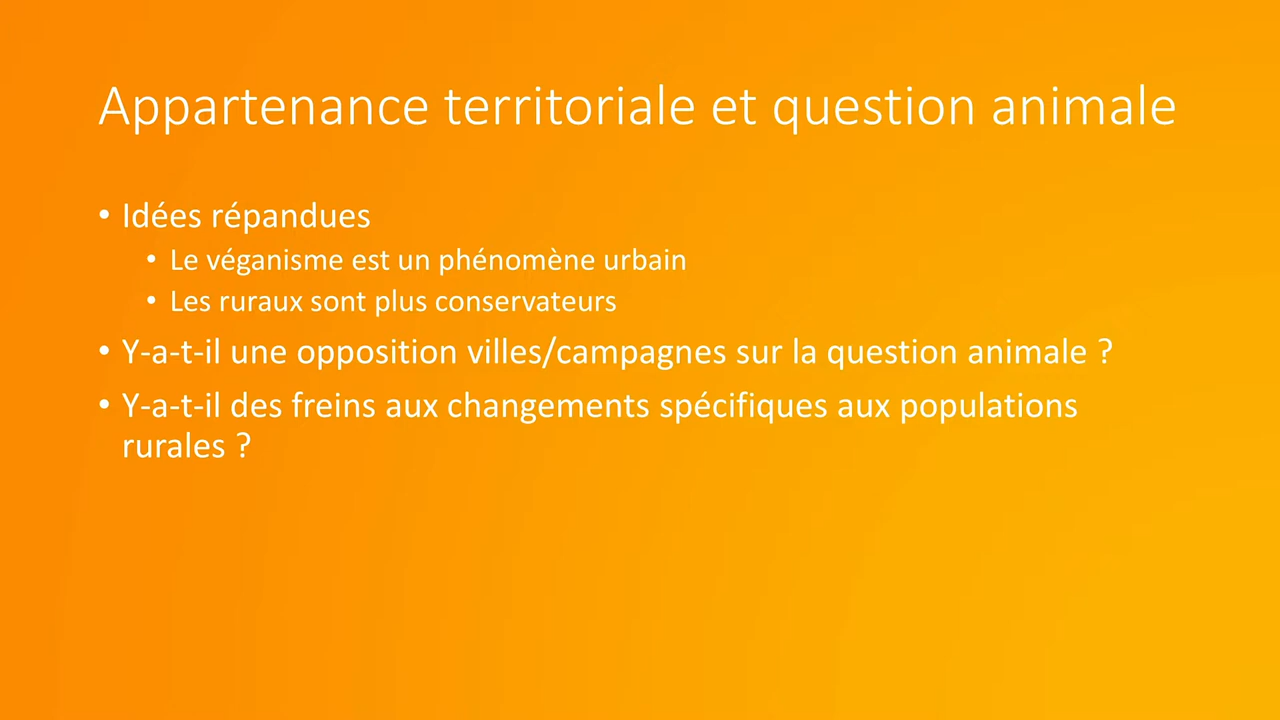 Appartenance territoriale et question animale
• Idées répandues
• Le véganisme est un phénomène urbain
• Les ruraux sont plus conservateurs
• Y-a-t-il une opposition villes/campagnes sur la question animale ?
• Y-a-t-il des freins aux changements spécifiques aux populations
rurales ?